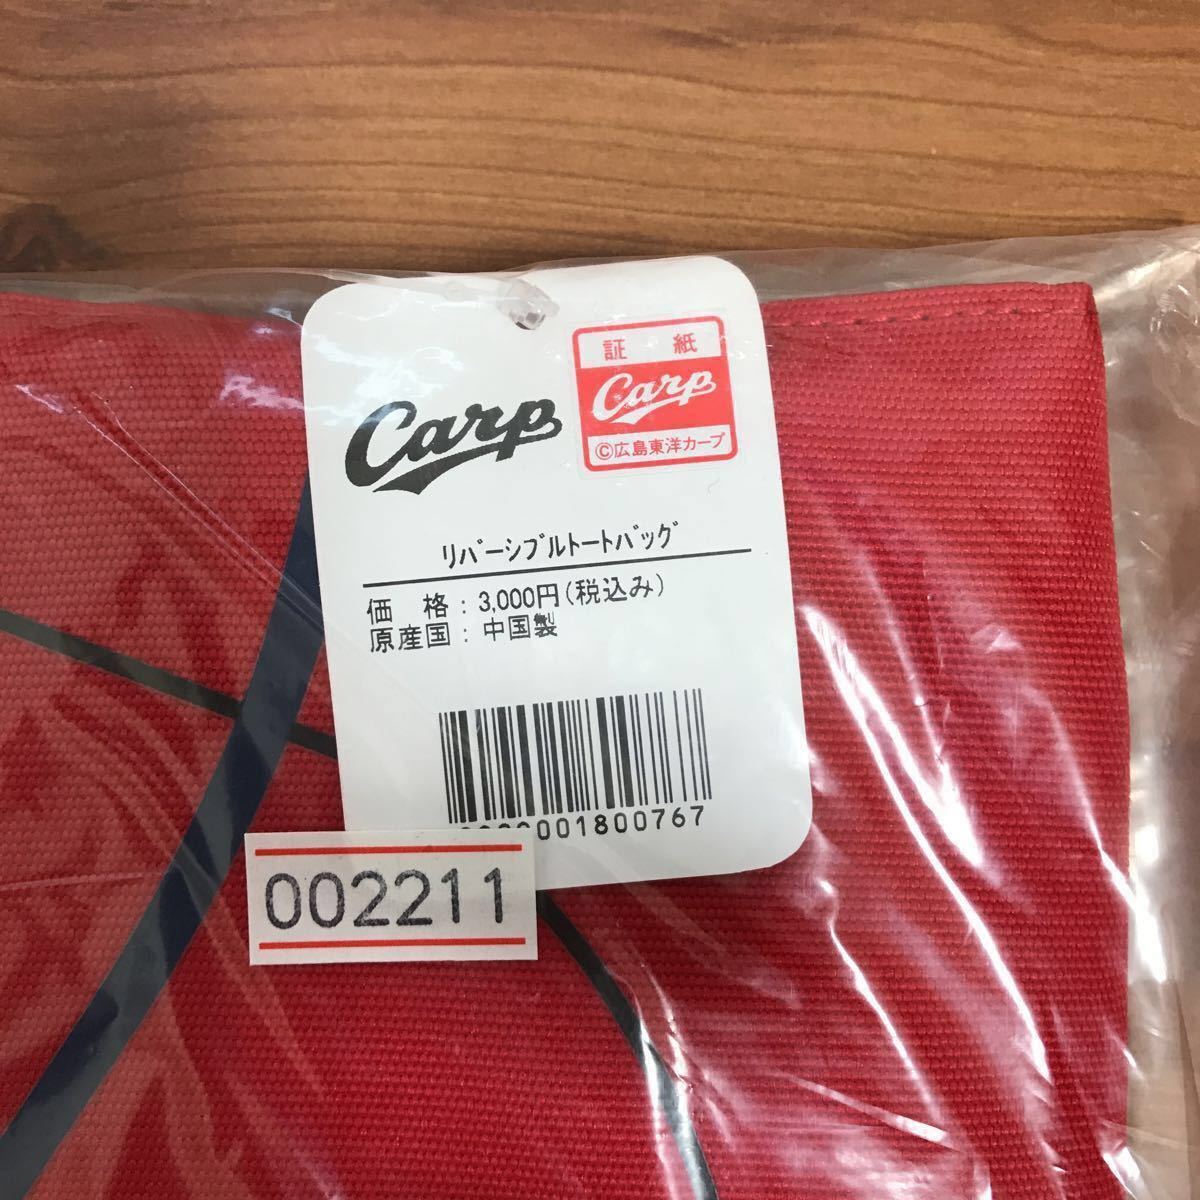 証 紙
Carp
©広島東洋カープ
Carp
ﾘﾊﾞｰｼﾌﾞﾙﾄｰﾄﾊﾞｯｸﾞ
価 格：3,000円(税込み)
原産国：中国製
001800767
002211